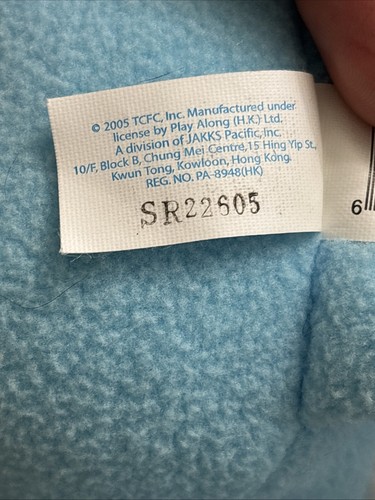 © 2005 TCFC, Inc. Manufactured under
license by Play Along (H.K.) Ltd.
A division of JAKKS Pacific, Inc.
10/F, Block B, Chung Mei Centre, 15 Hing Yip St,
Kwun Tong, Kowloon, Hong Kong.
REG. NO. PA-8948(HK)
SR22605
6